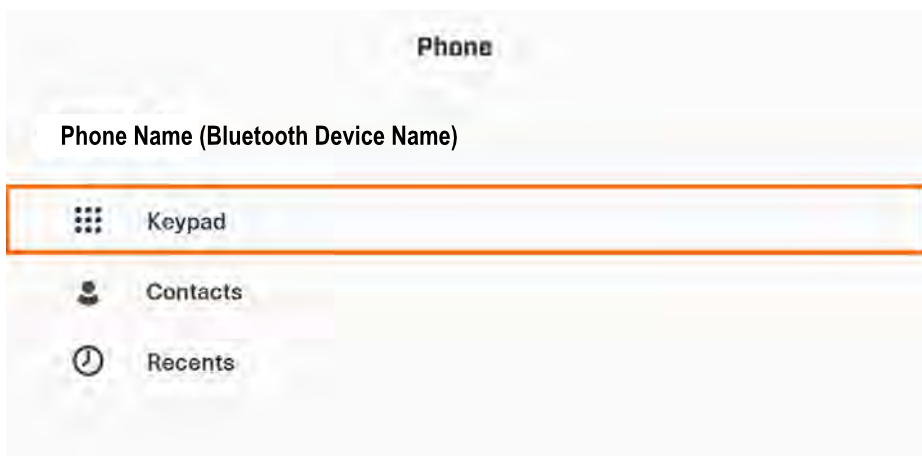 Phone
Phone Name (Bluetooth Device Name)
Keypad
Contacts
Recents